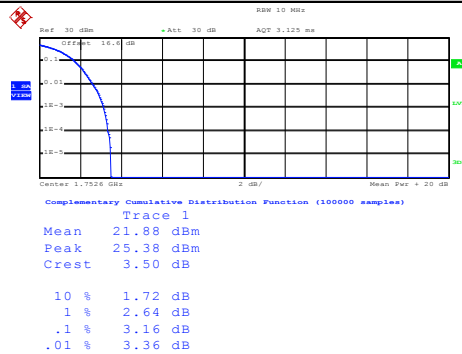 RBW 10 MHz
Ref 30 dBm Att 30 dB AQT 3.125 ms
Offset 16.6 dB
0.1
0.01
1E-3
1E-4
1E-5
A
1 SA
VIEW
LV
3D
Center 1.7526 GHz 2 dB/ Mean Pwr + 20 dB
Complementary Cumulative Distribution Function (100000 samples)
Trace 1
Mean 21.88 dBm
Peak 25.38 dBm
Crest 3.50 dB
10 % 1.72 dB
1 % 2.64 dB
.1 % 3.16 dB
.01 % 3.36 dB